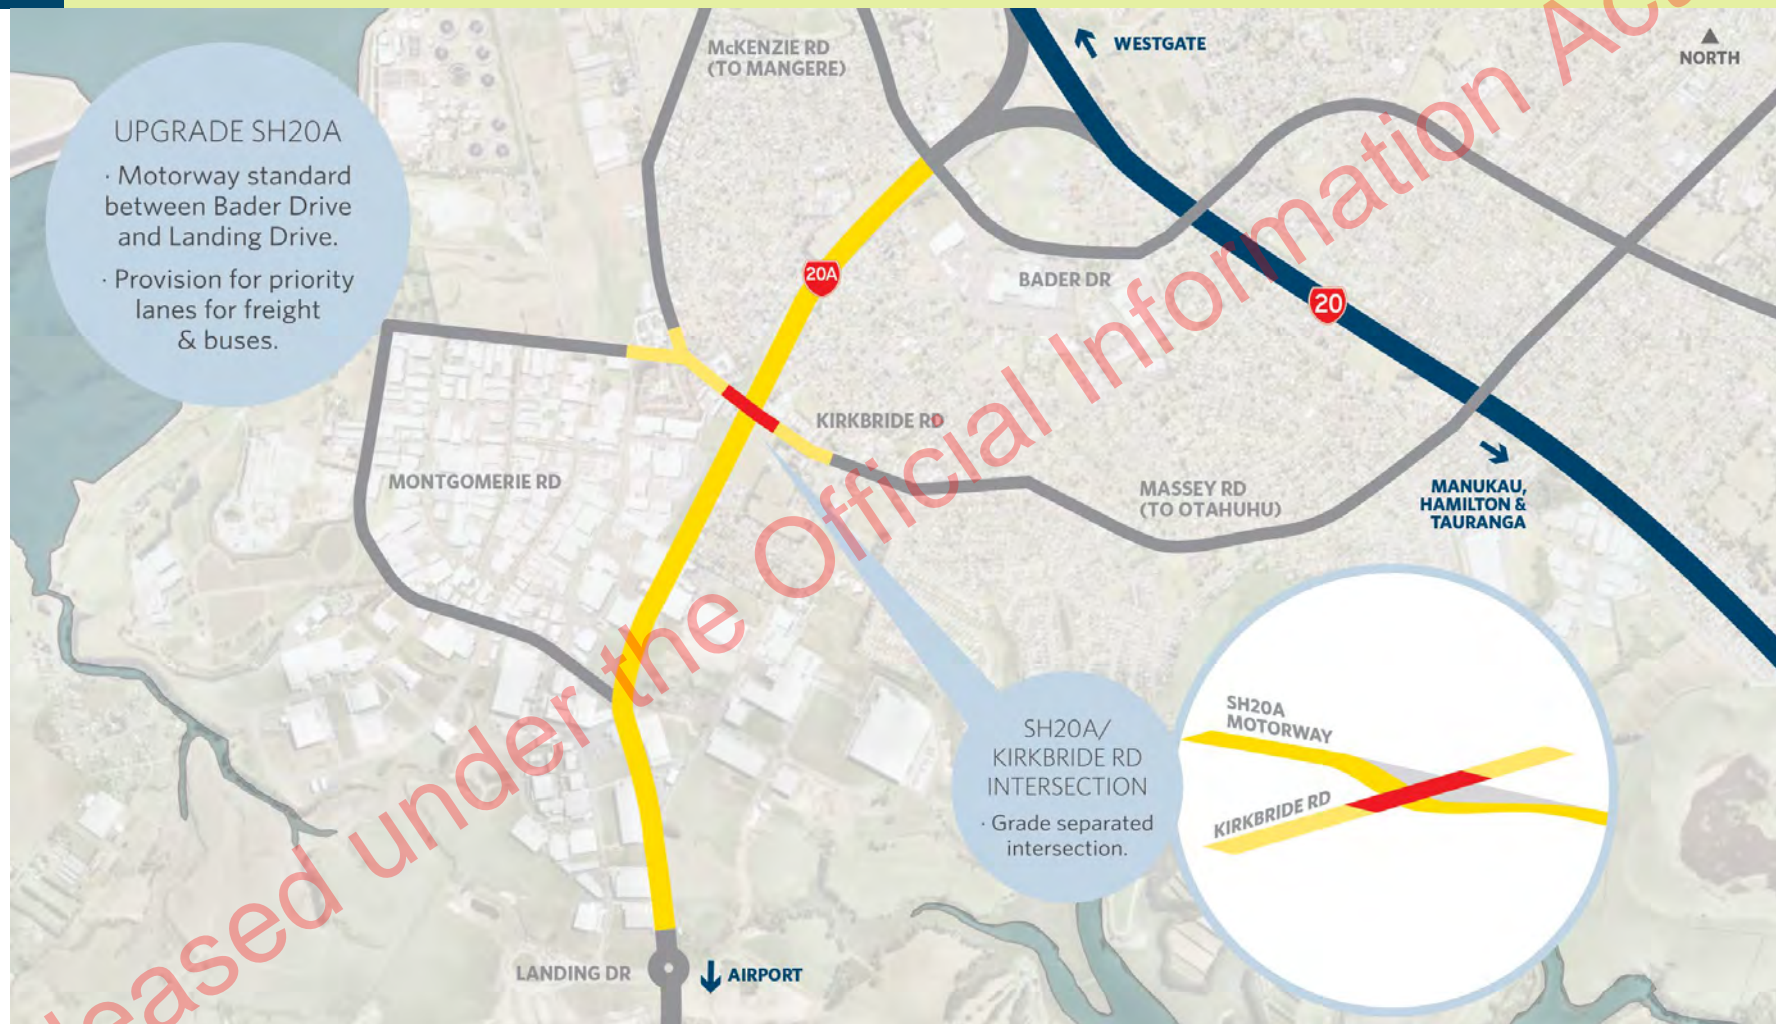 UPGRADE SH20A
· Motorway standard
between Bader Drive
and Landing Drive.
· Provision for priority
lanes for freight
& buses.
McKENZIE RD
(TO MANGERE)
WESTGATE
NORTH
20A
BADER DR
20
KIRKBRIDE RD
MONTGOMERIE RD
MASSEY RD
(TO OTAHUHU)
MANUKAU,
HAMILTON &
TAURANGA
SH20A/
KIRKBRIDE RD
INTERSECTION
· Grade separated
intersection.
SH20A
MOTORWAY
KIRKBRIDE RD
LANDING DR
AIRPORT
leased under the Official Information Act